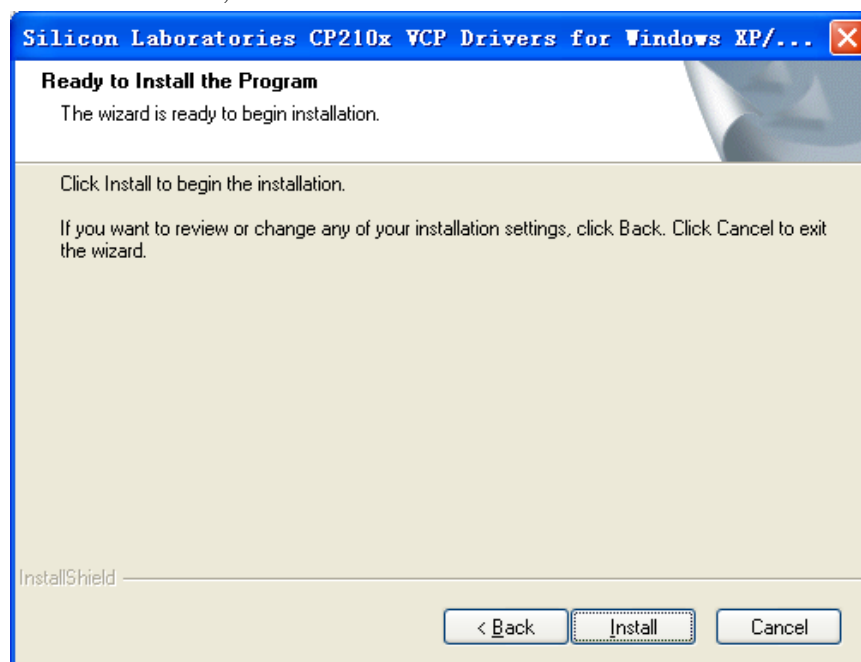 Silicon Laboratories CP210x VCP Drivers for Windows XP/...
Ready to Install the Program
The wizard is ready to begin installation.
Click Install to begin the installation.
If you want to review or change any of your installation settings, click Back. Click Cancel to exit
the wizard.
InstallShield
< Back
Install
Cancel